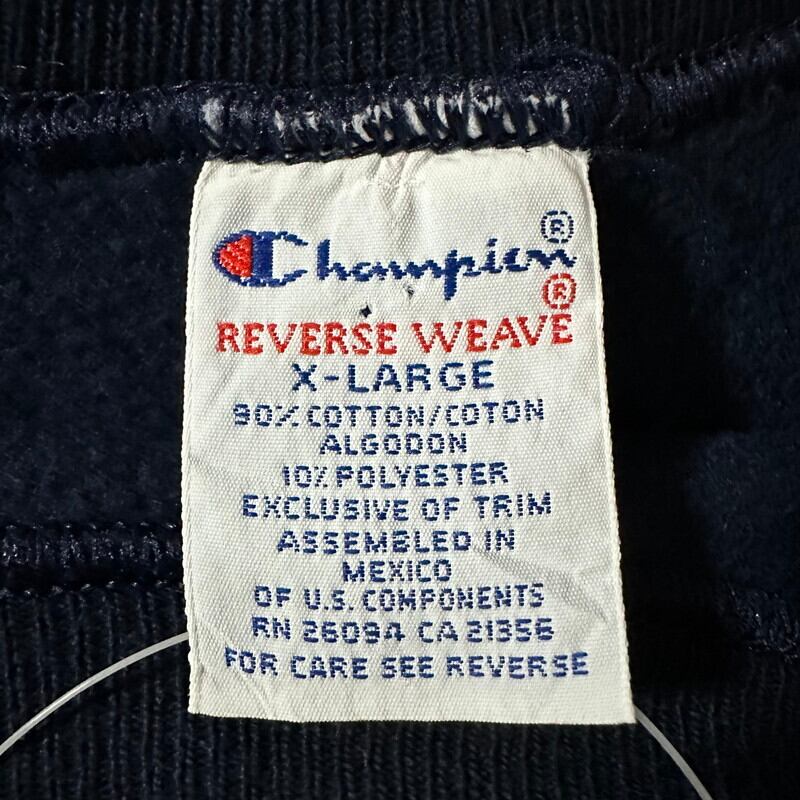 Champion®
®
REVERSE WEAVE
X-LARGE
90% COTTON/COTON
ALGODON
10% POLYESTER
EXCLUSIVE OF TRIM
ASSEMBLED IN
MEXICO
OF U.S. COMPONENTS
RN 26094 CA 21356
FOR CARE SEE REVERSE